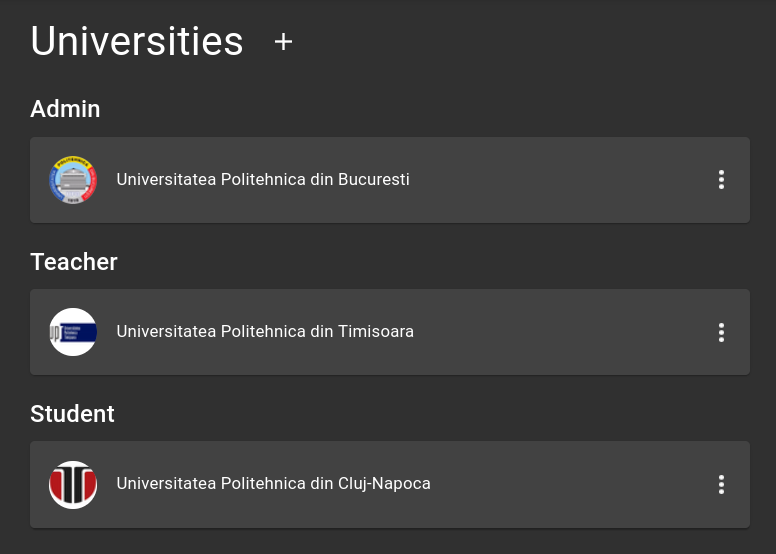 Universities +
Admin
Universitatea Politehnica din Bucuresti
Teacher
Universitatea Politehnica din Timisoara
Student
Universitatea Politehnica din Cluj-Napoca